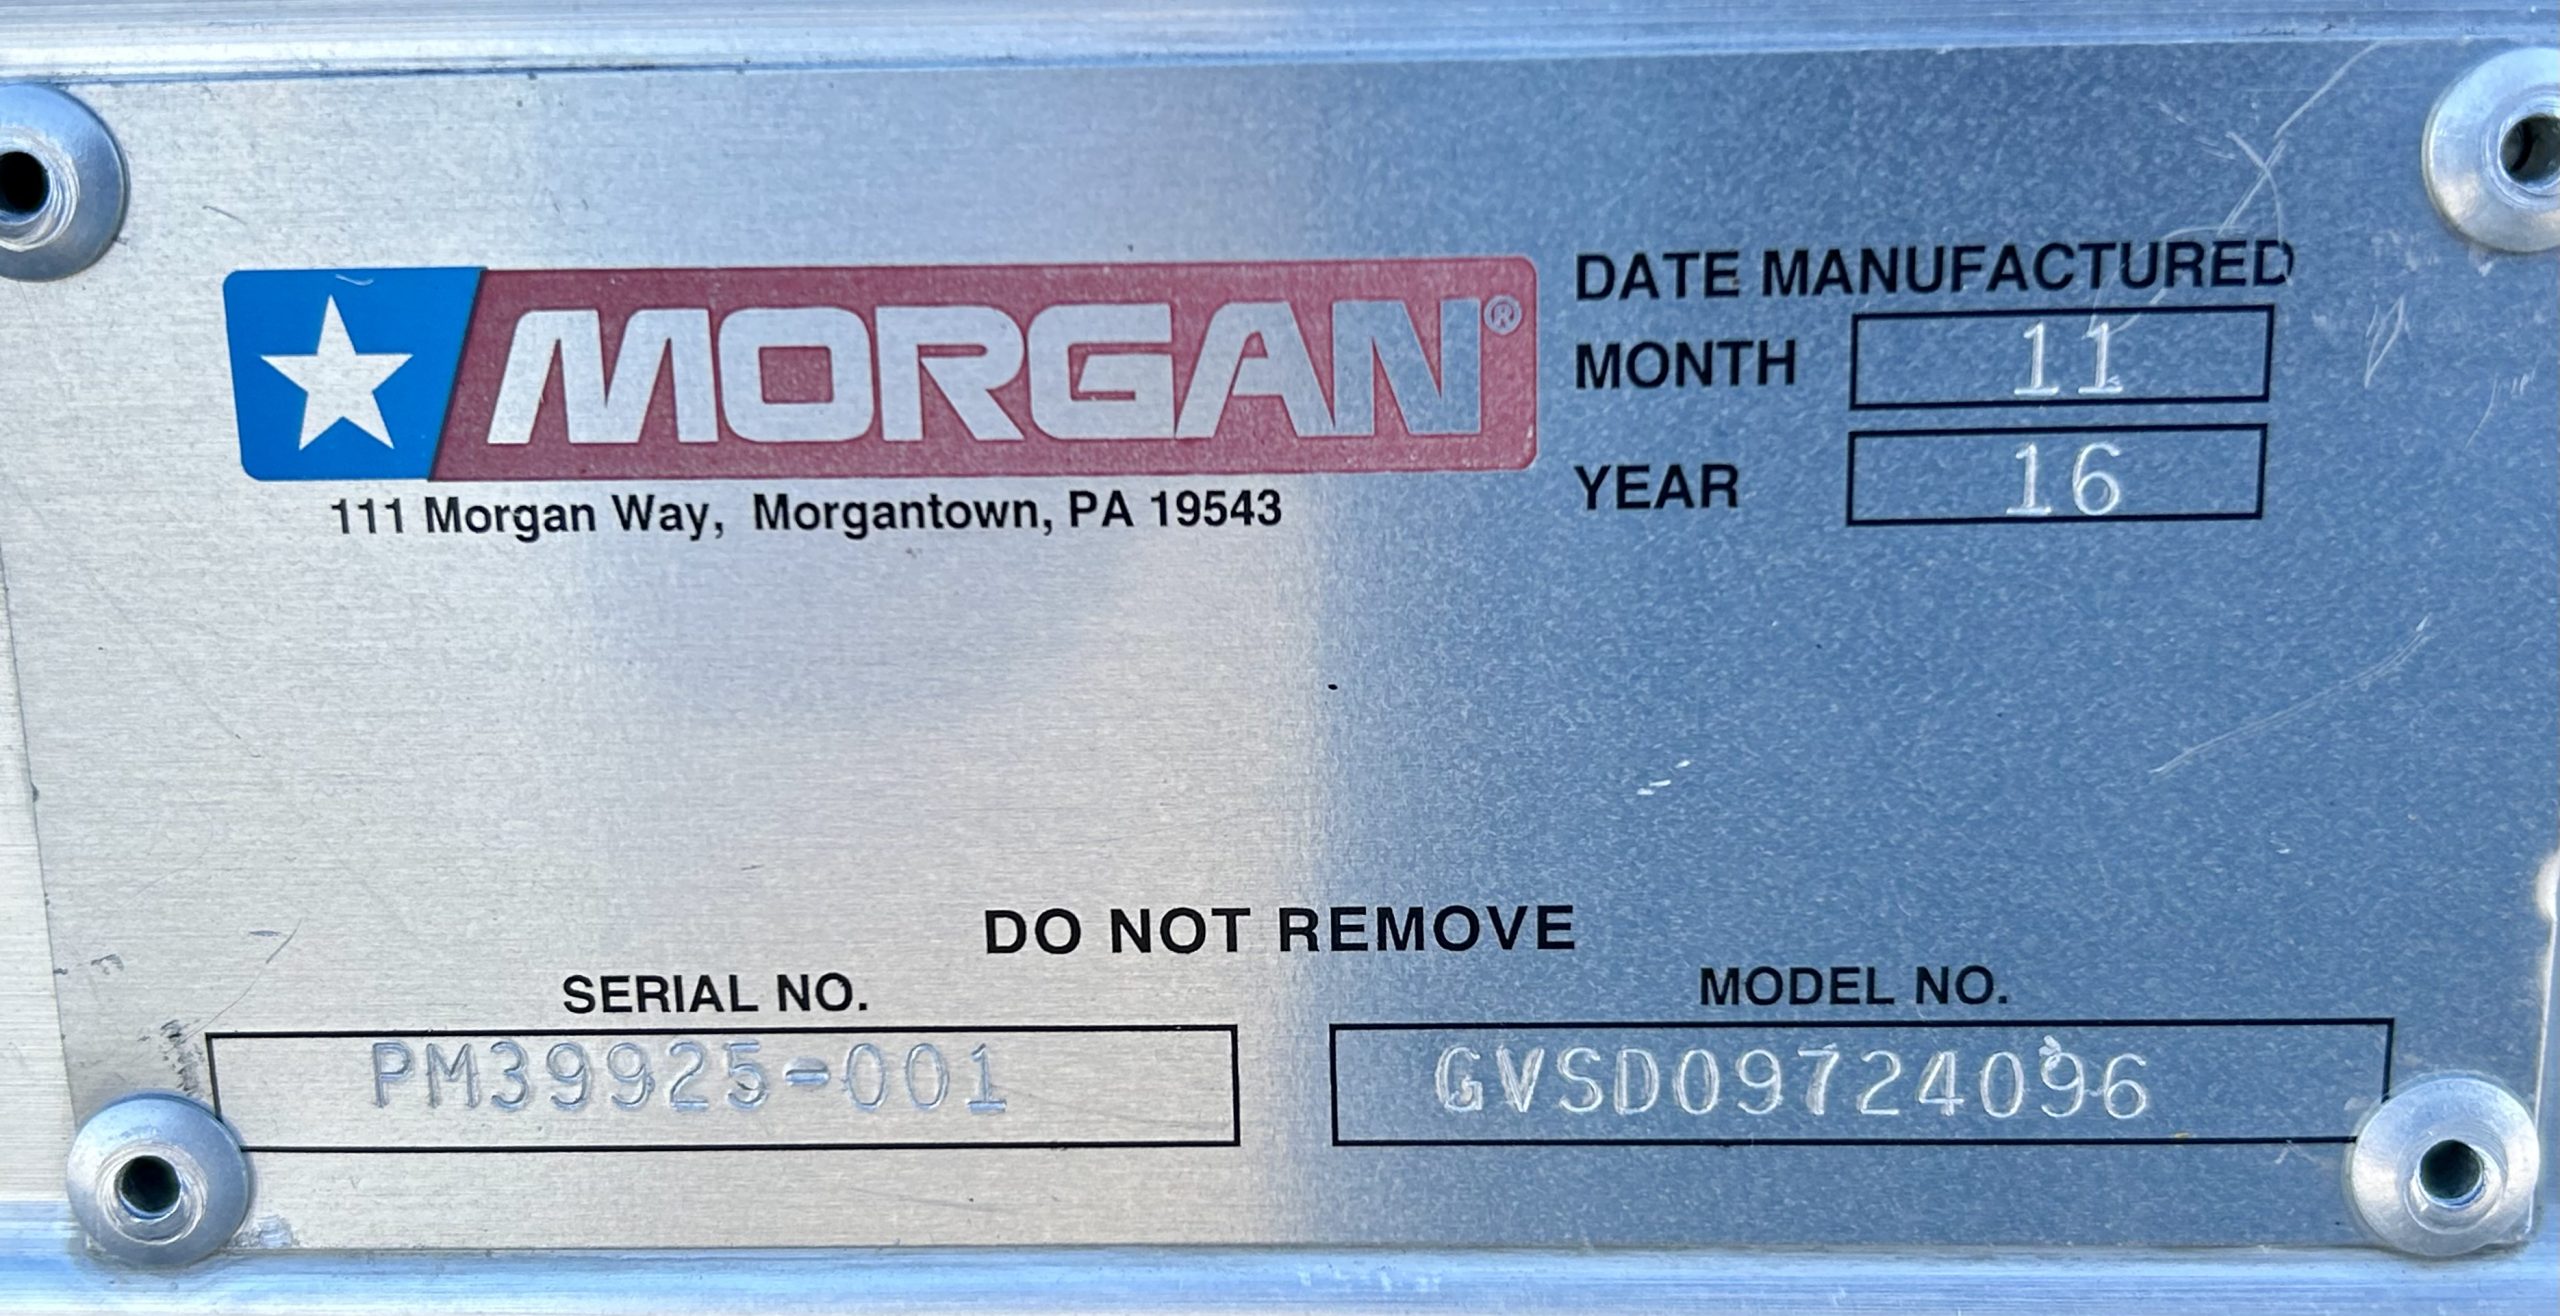 MORGAN®
111 Morgan Way, Morgantown, PA 19543
DATE MANUFACTURED
MONTH 11
YEAR 16
DO NOT REMOVE
SERIAL NO.
PM39925-001
MODEL NO.
GVSD09724096